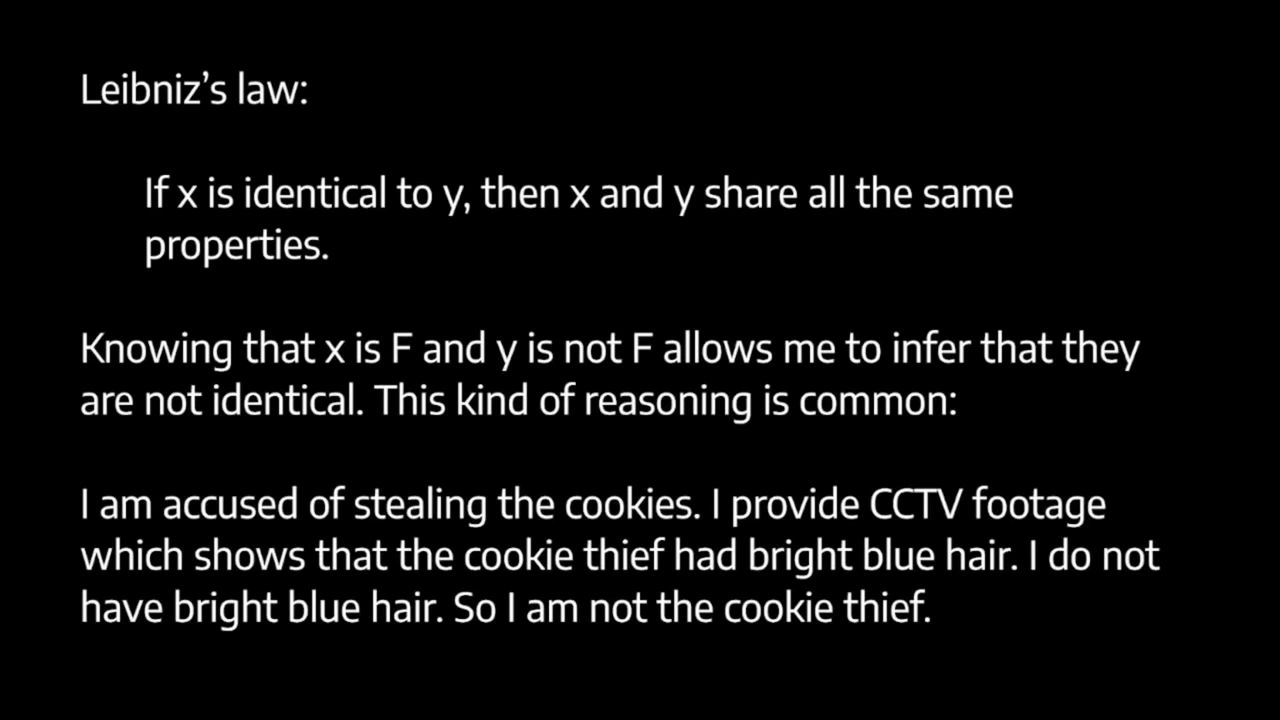 Leibniz’s law:
If x is identical to y, then x and y share all the same
properties.
Knowing that x is F and y is not F allows me to infer that they
are not identical. This kind of reasoning is common:
I am accused of stealing the cookies. I provide CCTV footage
which shows that the cookie thief had bright blue hair. I do not
have bright blue hair. So I am not the cookie thief.